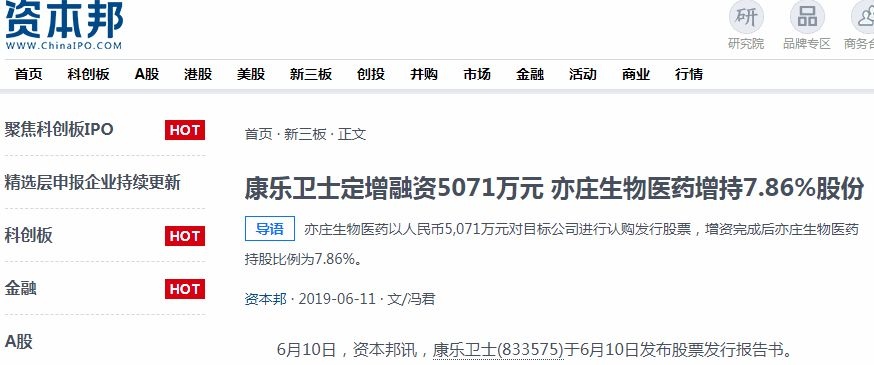 资本邦
WWW.ChinaIPO.COM
研
品
研究院
品牌专区
商务合
首页 科创板 A股 港股 美股 新三板 创投 并购 市场 金融 活动 商业 行情
聚焦科创板IPO HOT
精选层申报企业持续更新
科创板 HOT
金融 HOT
A股
首页 · 新三板 · 正文
康乐卫士定增融资5071万元 亦庄生物医药增持7.86%股份
导语 亦庄生物医药以人民币5,071万元对目标公司进行认购发行股票，增资完成后亦庄生物医药
持股比例为7.86%。
资本邦 · 2019-06-11 · 文/冯君
6月10日，资本邦讯，康乐卫士(833575)于6月10日发布股票发行报告书。